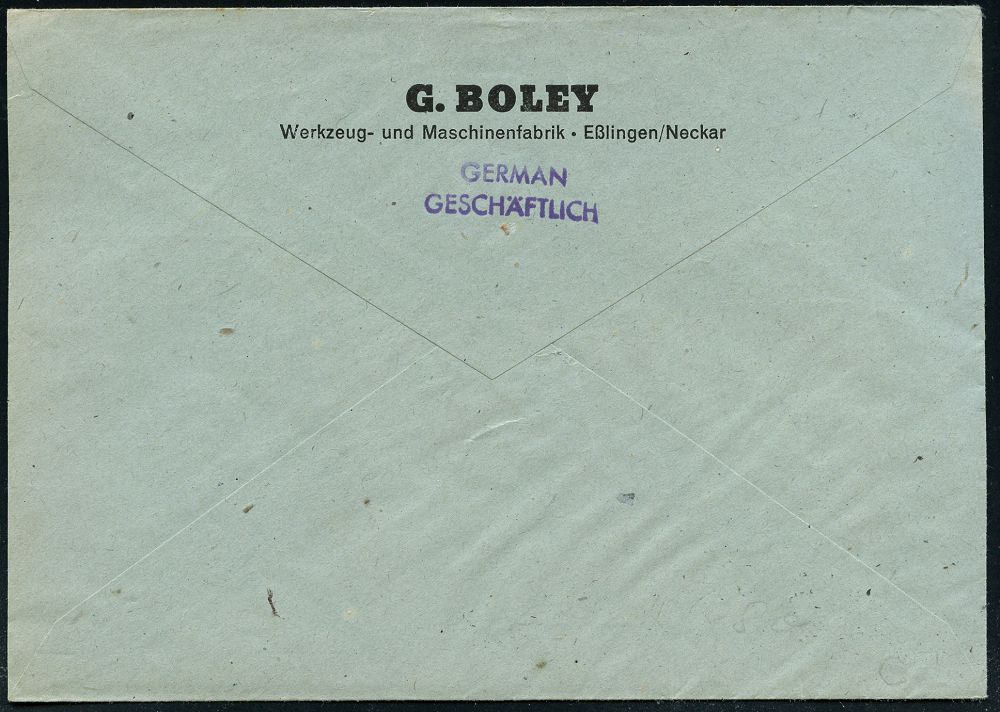 G. BOLEY
Werkzeug- und Maschinenfabrik • Eßlingen/Neckar
GERMAN
GESCHÄFTLICH